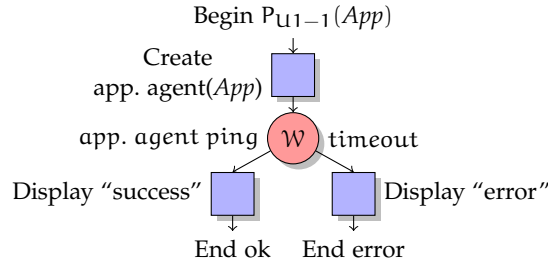 Begin P_{U1−1}(App)
Create
app. agent(App)
app. agent ping W timeout
Display “success” Display “error”
End ok End error